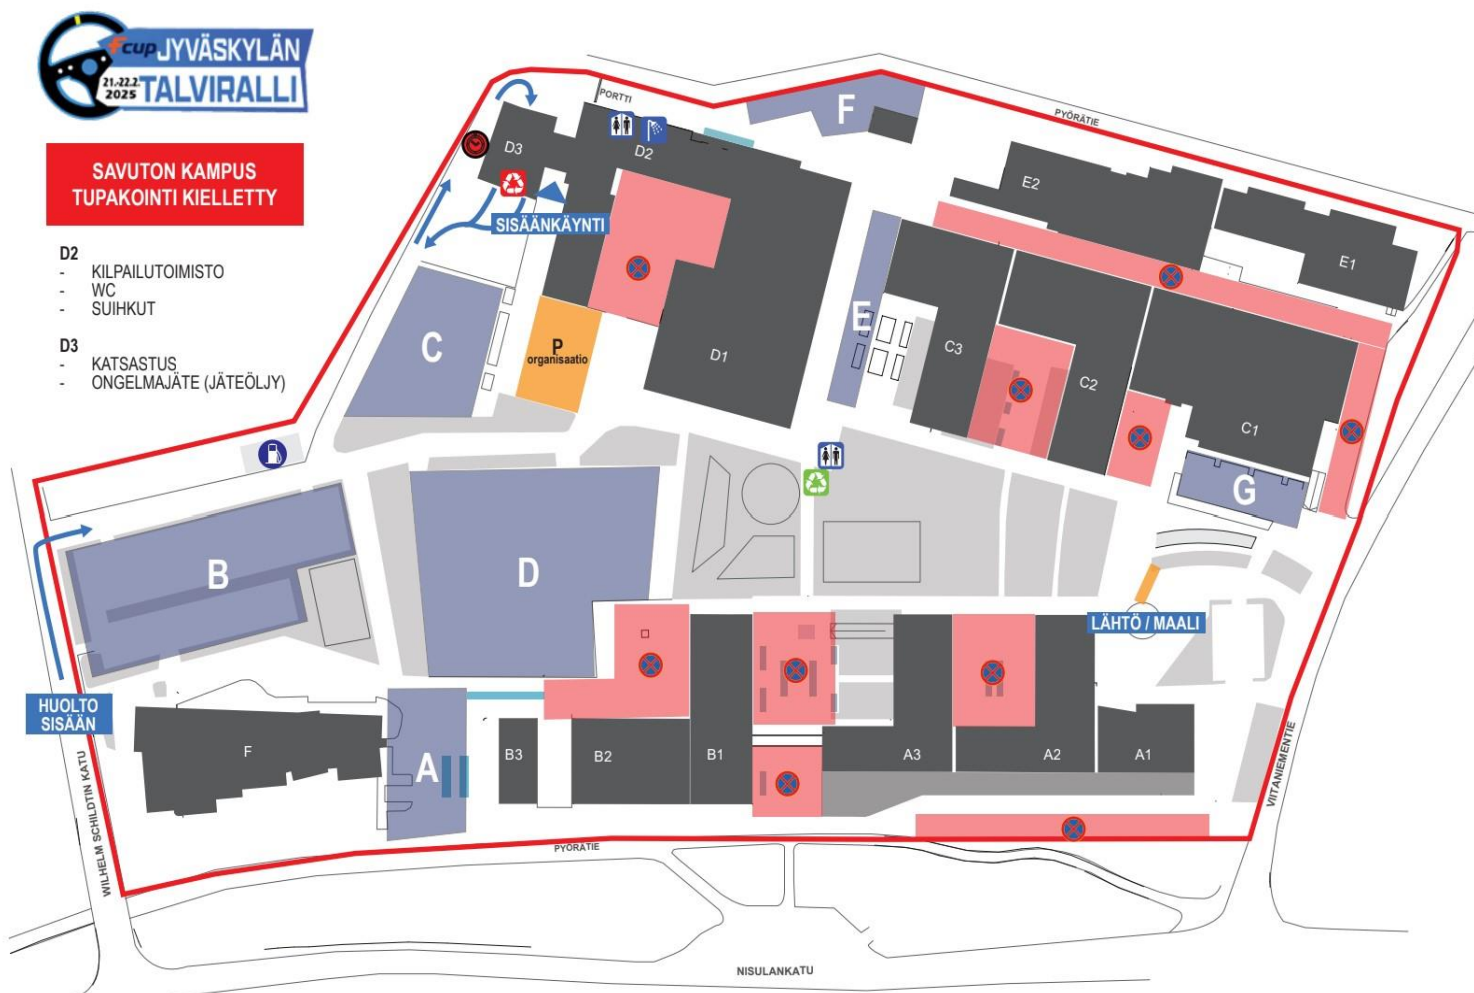 Fcup JYVÄSKYLÄN
21.-22.2. TALVIRALLI
2025
SAVUTON KAMPUS
TUPAKOINTI KIELLETTY
D2
- KILPAILUTOIMISTO
- WC
- SUIHKUT
D3
- KATSASTUS
- ONGELMAJÄTE (JÄTEÖLJY)
PORTTI
F
PYÖRÄTIE
D3
D2
E2
E1
SISÄÄNKÄYNTI
C
P
organisaatio
D1
E
C3
C2
C1
G
B
D
LÄHTÖ / MAALI
HUOLTO
SISÄÄN
F
A
B3
B2
B1
A3
A2
A1
WILHELM SCHILDTIN KATU
VIITANIEMENTIE
PYÖRÄTIE
NISULANKATU